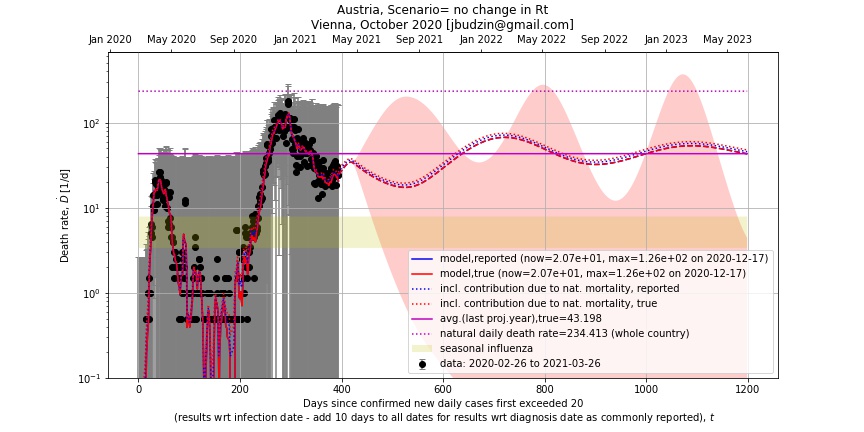 Austria, Scenario= no change in Rt
Vienna, October 2020 [jbudzin@gmail.com]
Jan 2020 May 2020 Sep 2020 Jan 2021 May 2021 Sep 2021 Jan 2022 May 2022 Sep 2022 Jan 2023 May 2023
10² 10¹ 10⁰ 10⁻¹
Death rate, Ḋ [1/d]
model,reported (now=2.07e+01, max=1.26e+02 on 2020-12-17)
model,true (now=2.07e+01, max=1.26e+02 on 2020-12-17)
incl. contribution due to nat. mortality, reported
incl. contribution due to nat. mortality, true
avg.(last proj.year),true=43.198
natural daily death rate=234.413 (whole country)
seasonal influenza
data: 2020-02-26 to 2021-03-26
0 200 400 600 800 1000 1200
Days since confirmed new daily cases first exceeded 20
(results wrt infection date - add 10 days to all dates for results wrt diagnosis date as commonly reported), t